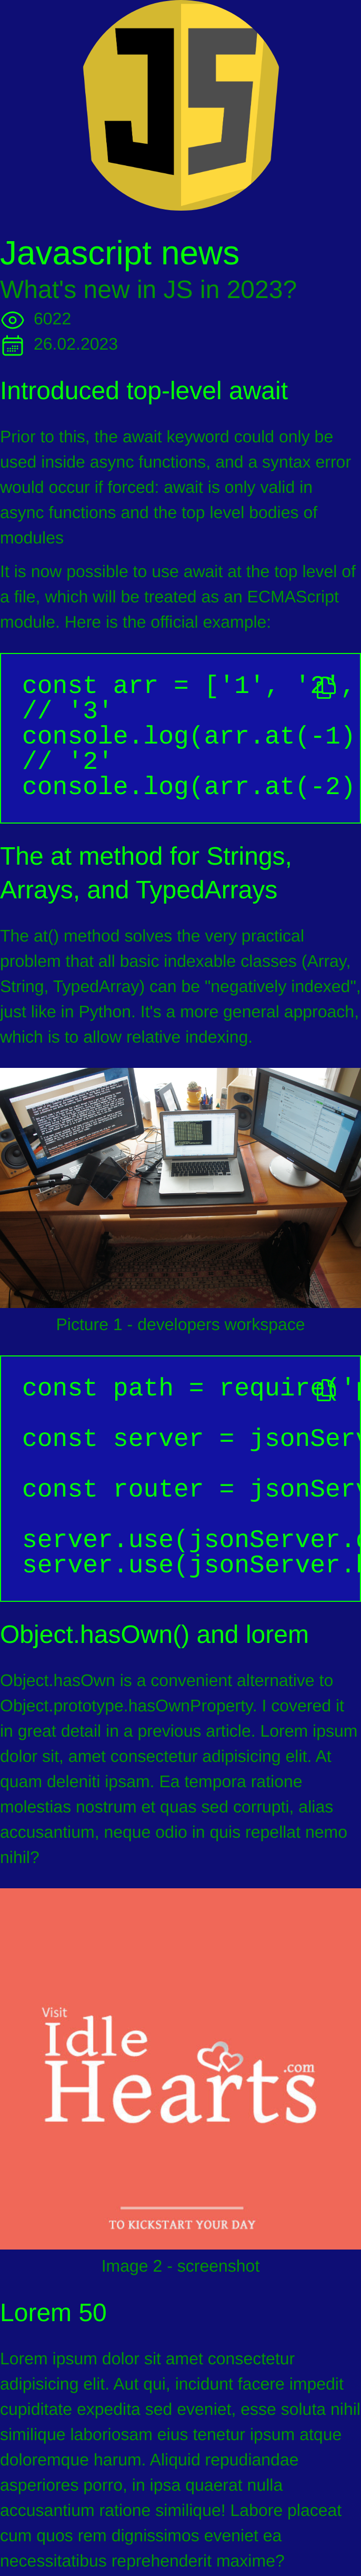 JS
Javascript news
What's new in JS in 2023?
6022
26.02.2023
Introduced top-level await
Prior to this, the await keyword could only be
used inside async functions, and a syntax error
would occur if forced: await is only valid in
async functions and the top level bodies of
modules
It is now possible to use await at the top level of
a file, which will be treated as an ECMAScript
module. Here is the official example:
const arr = ['1', '2',
// '3'
console.log(arr.at(-1)
// '2'
console.log(arr.at(-2)
The at method for Strings,
Arrays, and TypedArrays
The at() method solves the very practical
problem that all basic indexable classes (Array,
String, TypedArray) can be "negatively indexed",
just like in Python. It's a more general approach,
which is to allow relative indexing.
Picture 1 - developers workspace
const path = require('p
const server = jsonServ
const router = jsonServ
server.use(jsonServer.
server.use(jsonServer.
Object.hasOwn() and lorem
Object.hasOwn is a convenient alternative to
Object.prototype.hasOwnProperty. I covered it
in great detail in a previous article. Lorem ipsum
dolor sit, amet consectetur adipisicing elit. At
quam deleniti ipsam. Ea tempora ratione
molestias nostrum et quas sed corrupti, alias
accusantium, neque odio in quis repellat nemo
nihil?
Visit
Idle
Hearts
.com
TO KICKSTART YOUR DAY
Image 2 - screenshot
Lorem 50
Lorem ipsum dolor sit amet consectetur
adipisicing elit. Aut qui, incidunt facere impedit
cupiditate expedita sed eveniet, esse soluta nihil
similique laboriosam eius tenetur ipsum atque
doloremque harum. Aliquid repudiandae
asperiores porro, in ipsa quaerat nulla
accusantium ratione similique! Labore placeat
cum quos rem dignissimos eveniet ea
necessitatibus reprehenderit maxime?